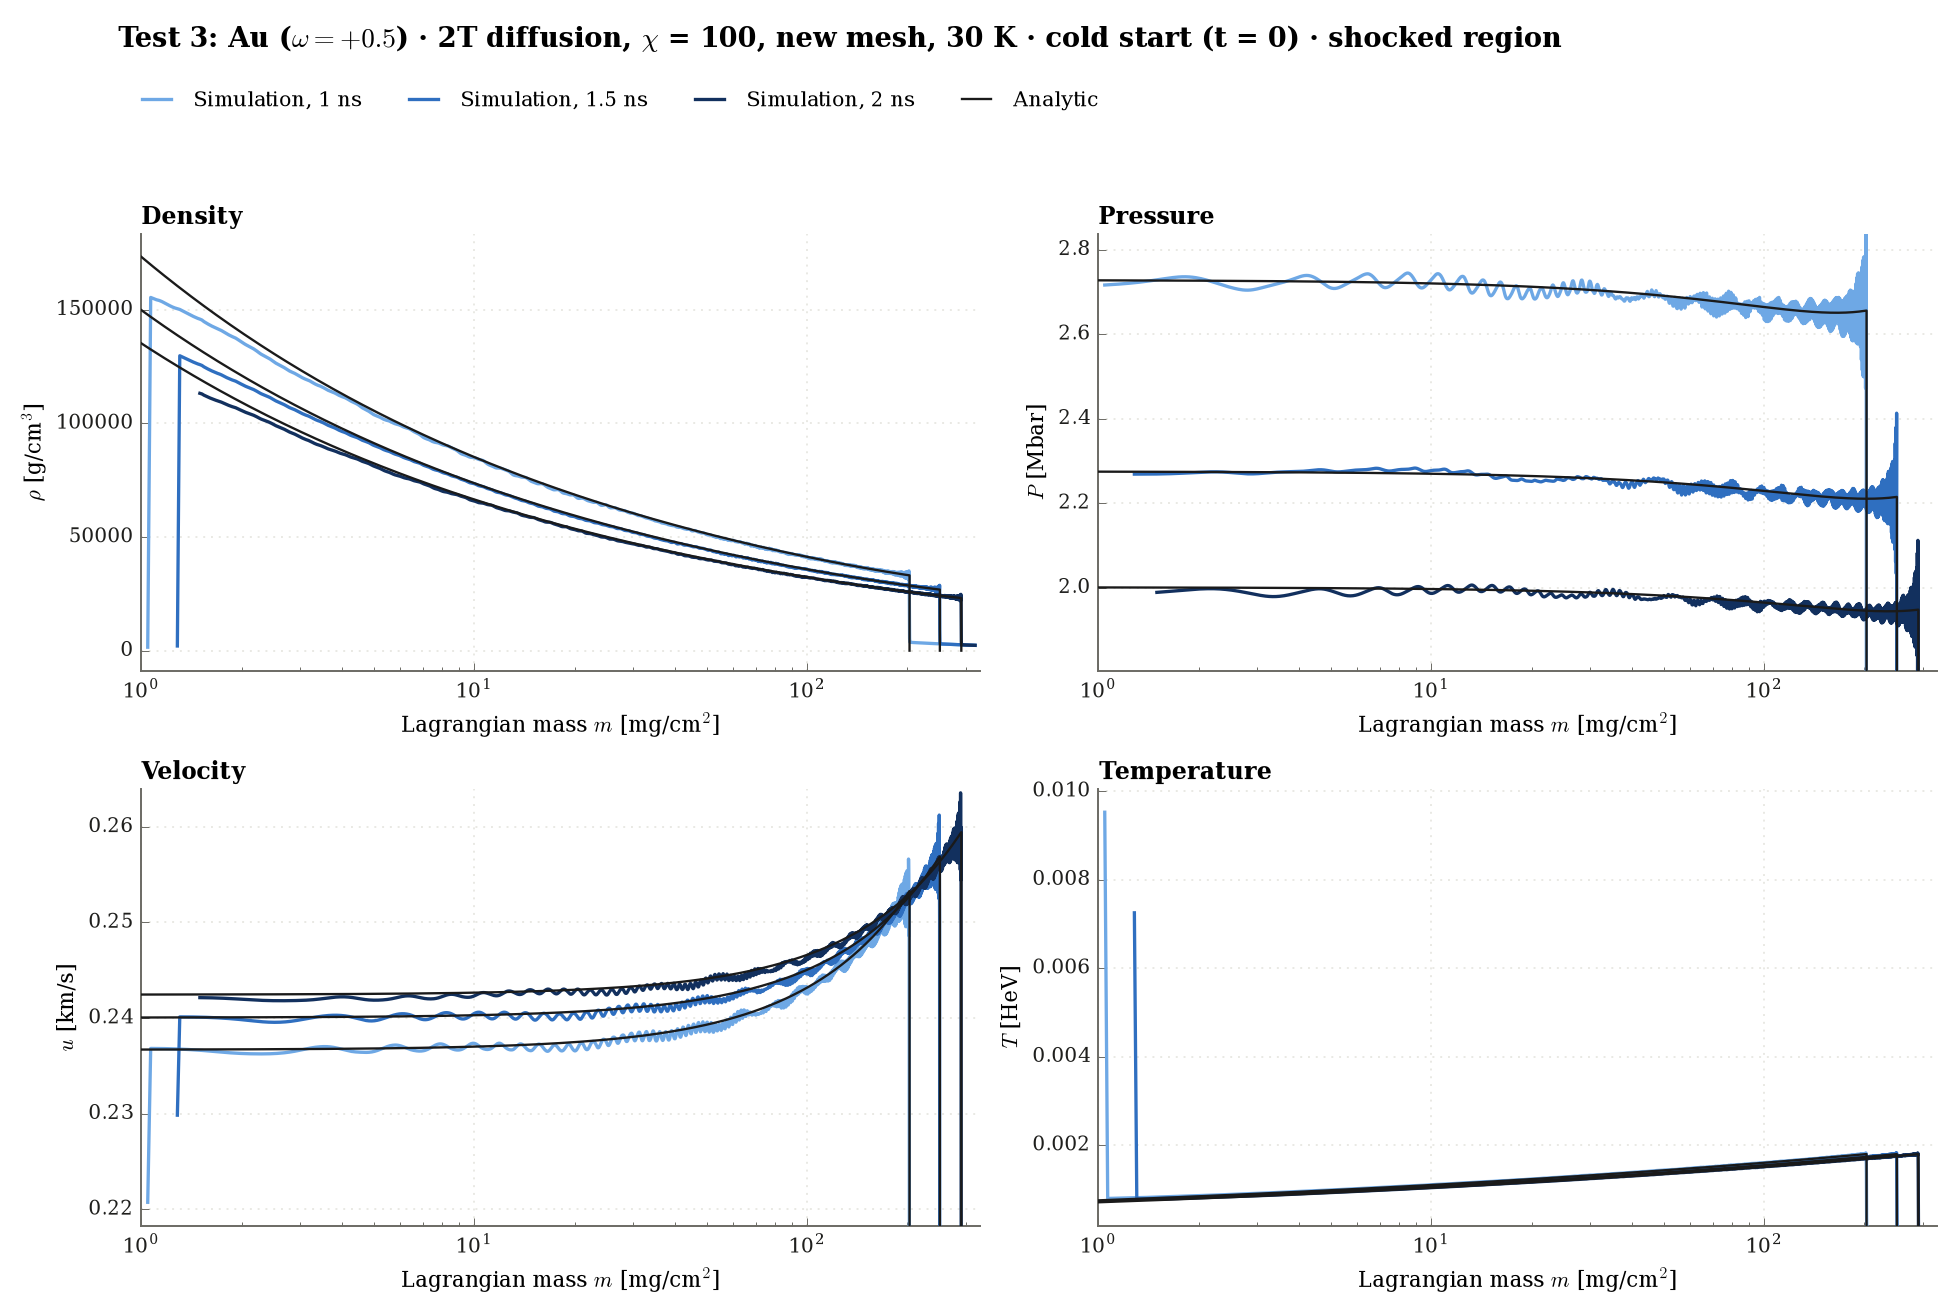 Test 3: Au (ω = +0.5) · 2T diffusion, χ = 100, new mesh, 30 K · cold start (t = 0) · shocked region
Simulation, 1 ns Simulation, 1.5 ns Simulation, 2 ns Analytic
Density
150000
100000
50000
0
ρ [g/cm³]
10⁰ 10¹ 10²
Lagrangian mass m [mg/cm²]
Pressure
2.8
2.6
2.4
2.2
2.0
P [Mbar]
10⁰ 10¹ 10²
Lagrangian mass m [mg/cm²]
Velocity
0.26
0.25
0.24
0.23
0.22
u [km/s]
10⁰ 10¹ 10²
Lagrangian mass m [mg/cm²]
Temperature
0.010
0.008
0.006
0.004
0.002
T [HeV]
10⁰ 10¹ 10²
Lagrangian mass m [mg/cm²]